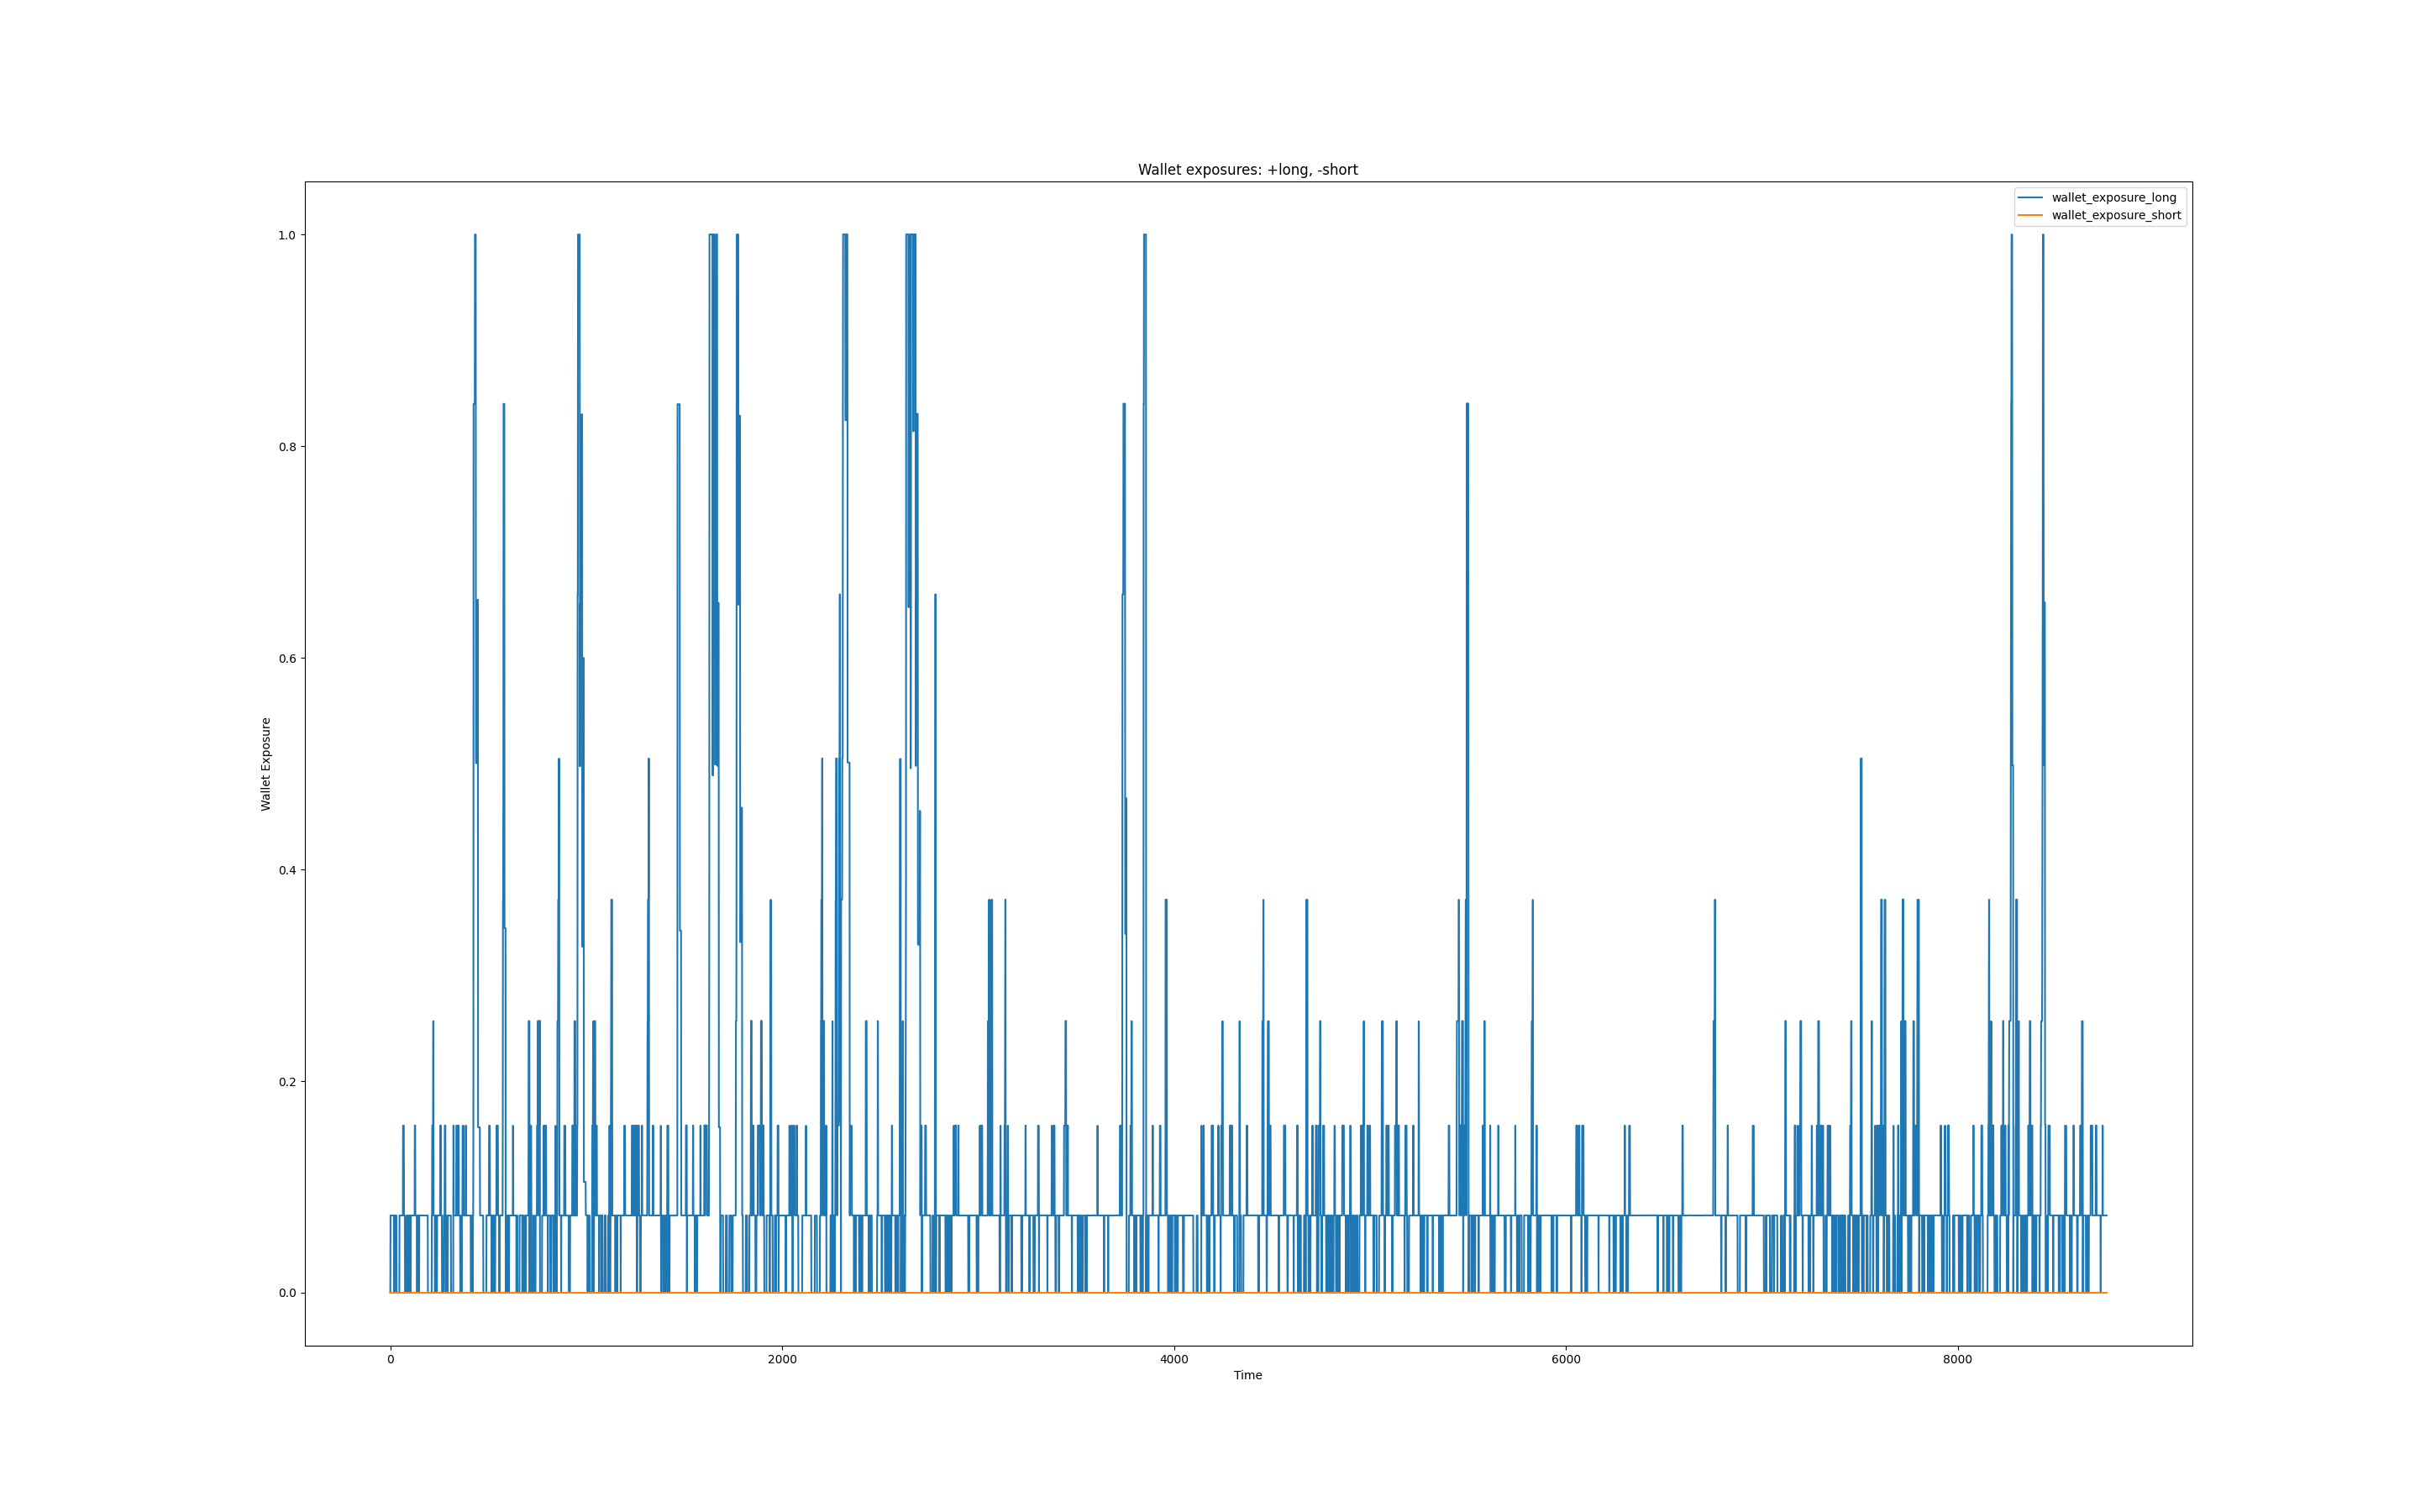 Wallet exposures: +long, -short
wallet_exposure_long
wallet_exposure_short
1.0
0.8
0.6
0.4
0.2
0.0
Wallet Exposure
0 2000 4000 6000 8000
Time